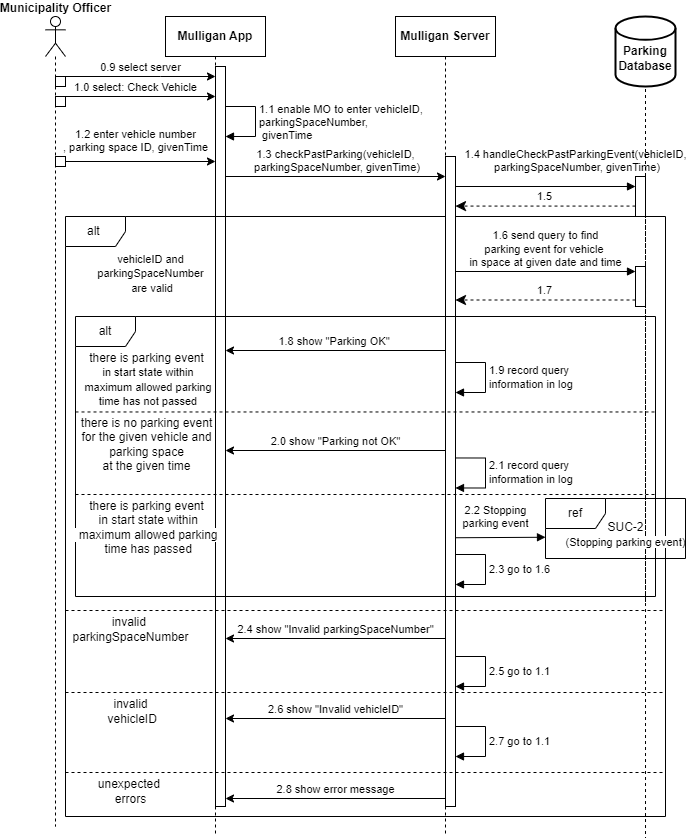 Municipality Officer
Mulligan App
Mulligan Server
Parking
Database
0.9 select server
1.0 select: Check Vehicle
1.1 enable MO to enter vehicleID,
parkingSpaceNumber,
givenTime
1.2 enter vehicle number
, parking space ID, givenTime
1.3 checkPastParking(vehicleID,
parkingSpaceNumber, givenTime)
1.4 handleCheckPastParkingEvent(vehicleID,
parkingSpaceNumber, givenTime)
1.5
alt
vehicleID and
parkingSpaceNumber
are valid
1.6 send query to find
parking event for vehicle
in space at given date and time
1.7
alt
there is parking event
in start state within
maximum allowed parking
time has not passed
1.8 show "Parking OK"
1.9 record query
information in log
there is no parking event
for the given vehicle and
parking space
at the given time
2.0 show "Parking not OK"
2.1 record query
information in log
there is parking event
in start state within
maximum allowed parking
time has passed
2.2 Stopping
parking event
ref
SUC-2
(Stopping parking event)
2.3 go to 1.6
invalid
parkingSpaceNumber
2.4 show "Invalid parkingSpaceNumber"
2.5 go to 1.1
invalid
vehicleID
2.6 show "Invalid vehicleID"
2.7 go to 1.1
unexpected
errors
2.8 show error message